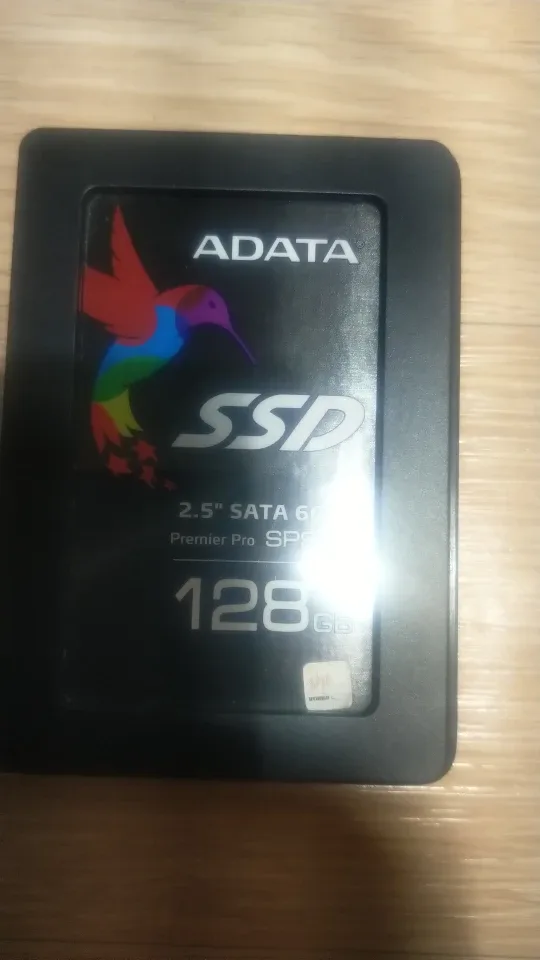 ADATA
SSD
2.5" SATA
Premier Pro
128GB